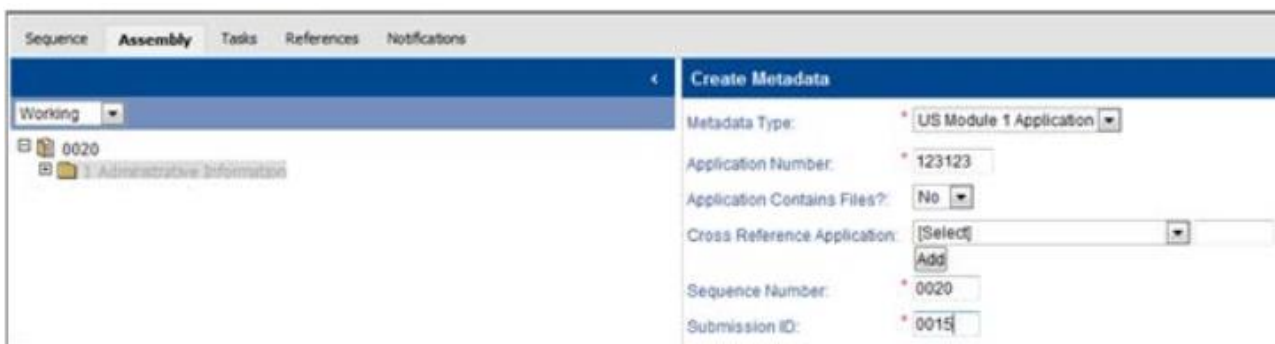 Sequence Assembly Tasks References Notifications
‹ Create Metadata
Working
Metadata Type: * US Module 1 Application
0020
1 Administrative Information
Application Number: * 123123
Application Contains Files?: No
Cross Reference Application: [Select]
Add
Sequence Number: * 0020
Submission ID: * 0015